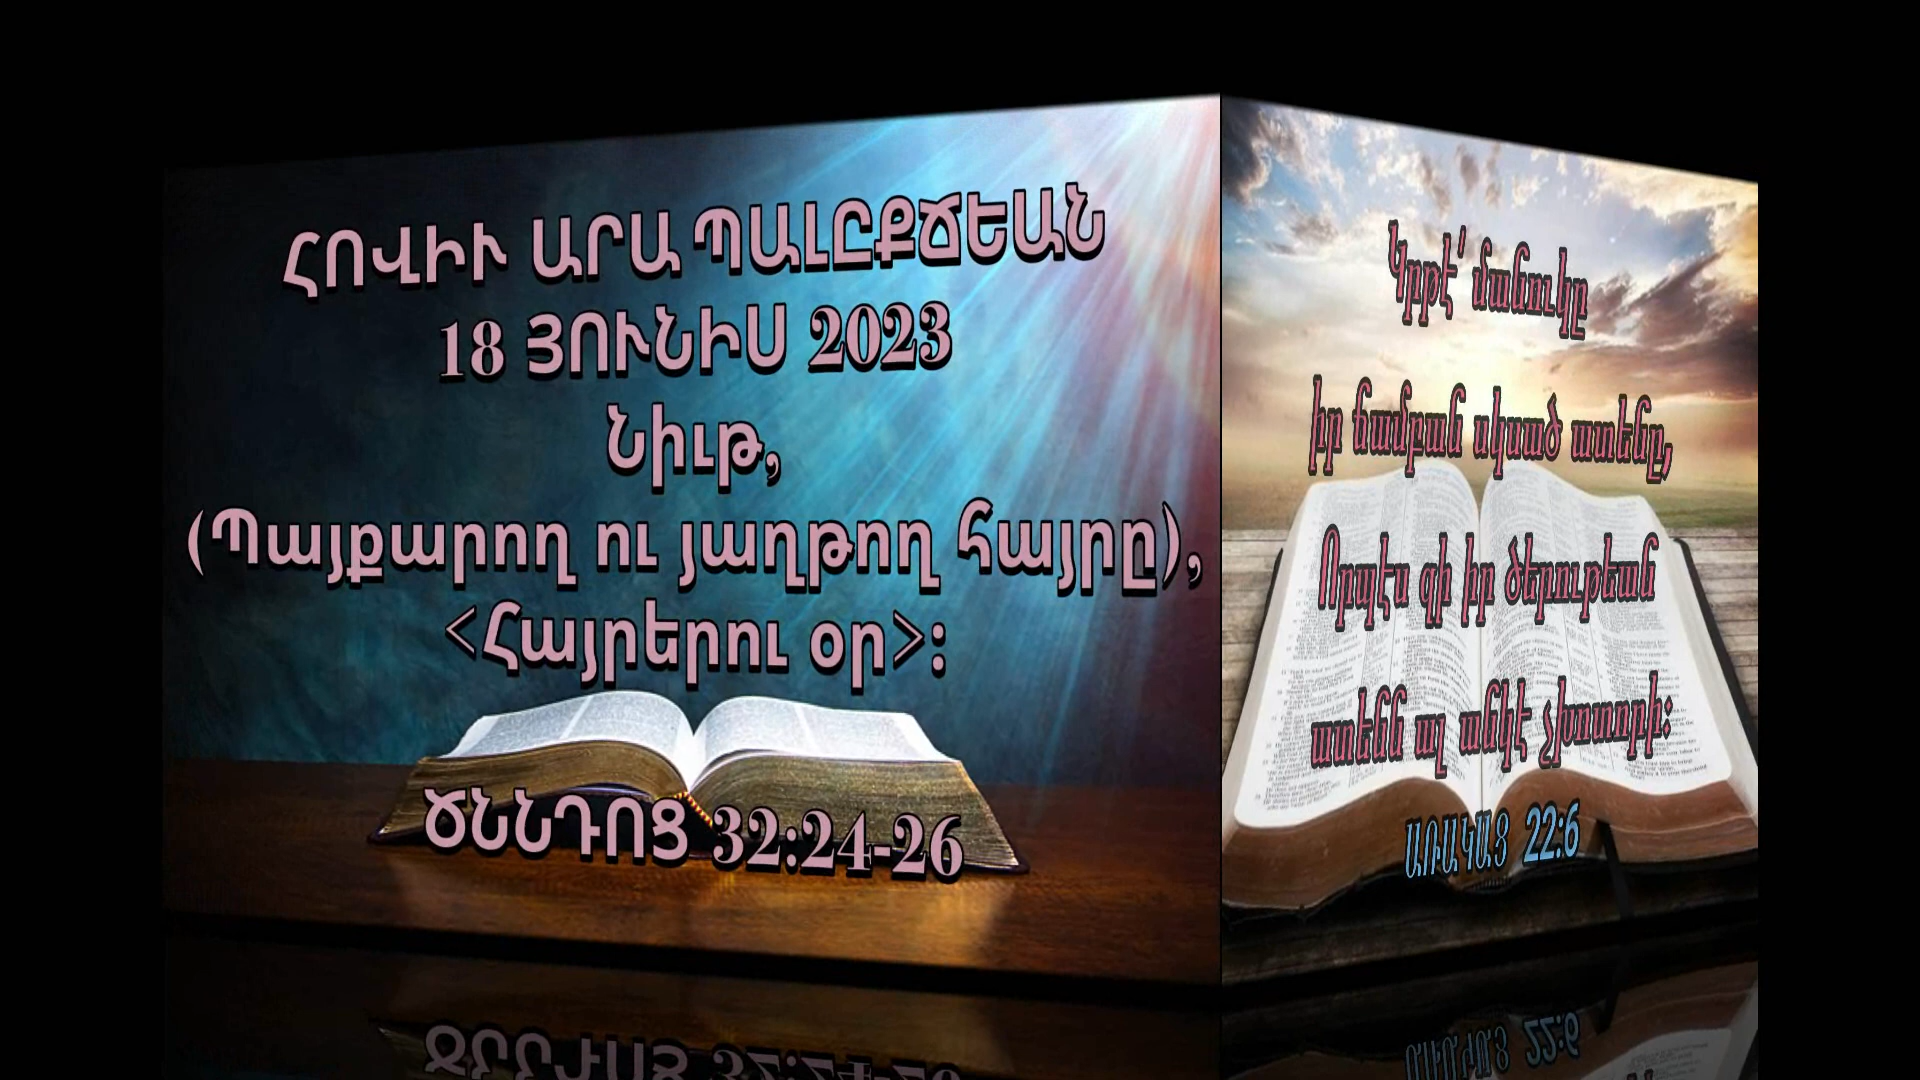 ՀՈՎԻՒ ԱՐԱ ՊԱԼԸՔՃԵԱՆ
18 ՅՈՒՆԻՍ 2023
Նիւթ,
(Պայքարող ու յաղթող հայրը),
<Հայրերու օր>։
ԾՆՆԴՈՑ 32:24-26
Կրթէ՛ մանուկը
իր ճամբան սկսած ատենը,
Որպէս զի իր ծերութեան
ատենն ալ անկէ չխոտորի։
ԱՌԱԿԱՑ 22:6